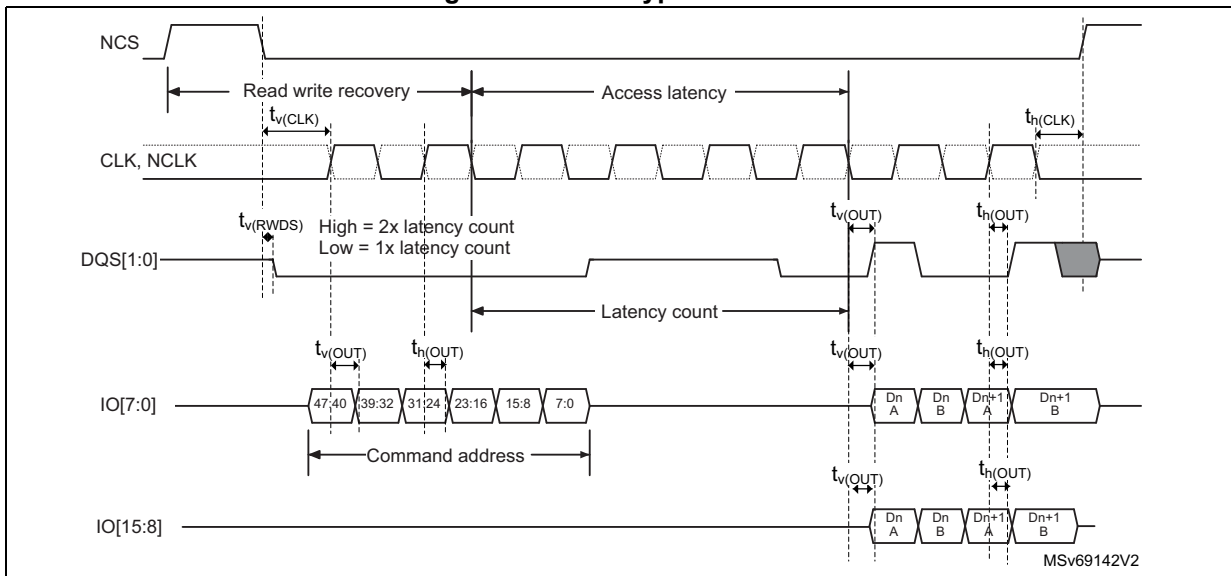 NCS
Read write recovery
Access latency
tv(CLK)
th(CLK)
CLK, NCLK
tv(RWDS)
High = 2x latency count
Low = 1x latency count
tv(OUT)
th(OUT)
DQS[1:0]
Latency count
tv(OUT)
th(OUT)
tv(OUT)
th(OUT)
IO[7:0]
47:40 39:32 31:24 23:16 15:8 7:0
Dn A
Dn B
Dn+1 A
Dn+1 B
Command address
tv(OUT)
th(OUT)
IO[15:8]
Dn A
Dn B
Dn+1 A
Dn+1 B
MSv69142V2